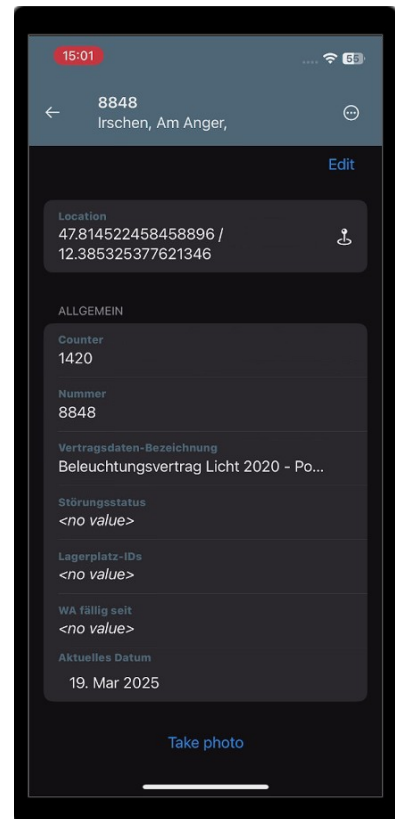 15:01
55
8848
Irschen, Am Anger,
Edit
Location
47.814522458458896 /
12.385325377621346
ALLGEMEIN
Counter
1420
Nummer
8848
Vertragsdaten-Bezeichnung
Beleuchtungsvertrag Licht 2020 - Po...
Störungsstatus
<no value>
Lagerplatz-IDs
<no value>
WA fällig seit
<no value>
Aktuelles Datum
19. Mar 2025
Take photo